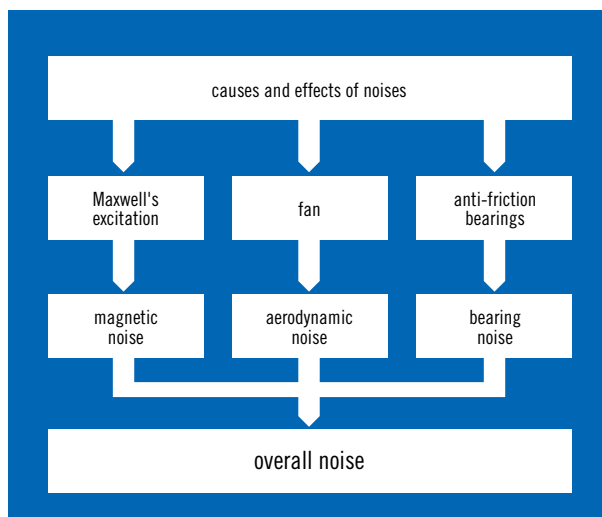 causes and effects of noises
Maxwell's
excitation
fan
anti-friction
bearings
magnetic
noise
aerodynamic
noise
bearing
noise
overall noise